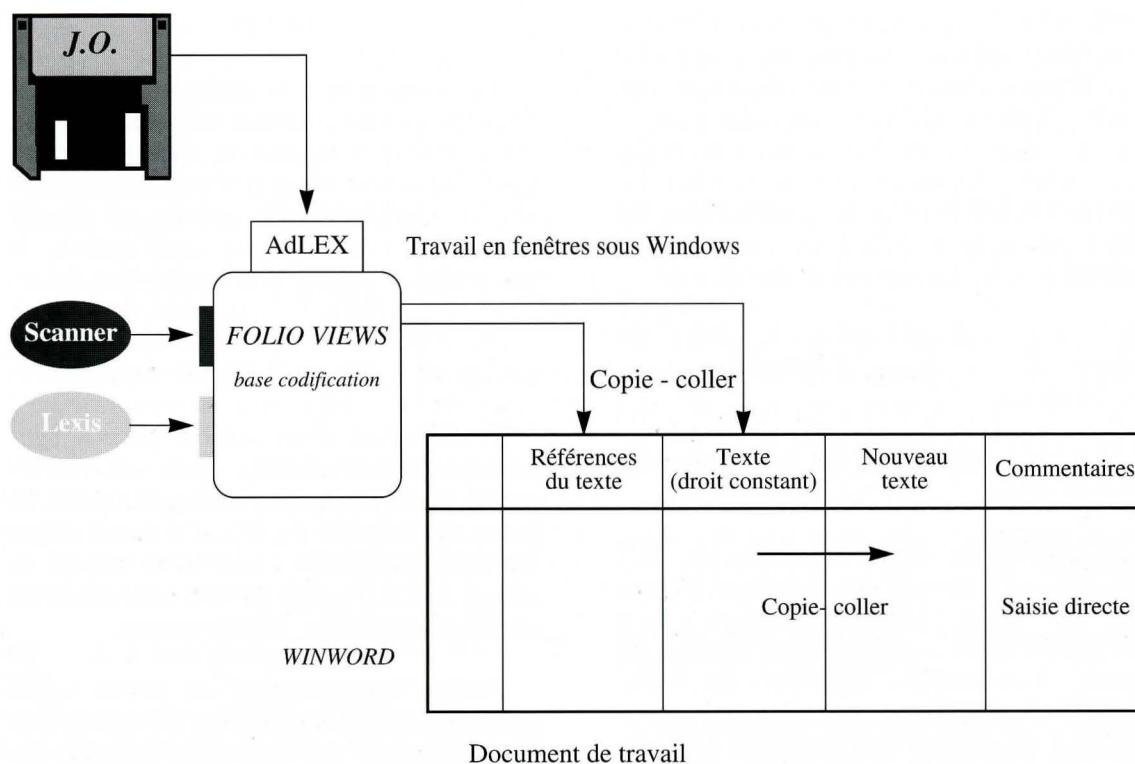 J.O.
AdLEX
Travail en fenêtres sous Windows
Scanner
FOLIO VIEWS
base codification
Lexis
Copie - coller
Références
du texte
Texte
(droit constant)
Nouveau
texte
Commentaires
Copie- coller
Saisie directe
WINWORD
Document de travail